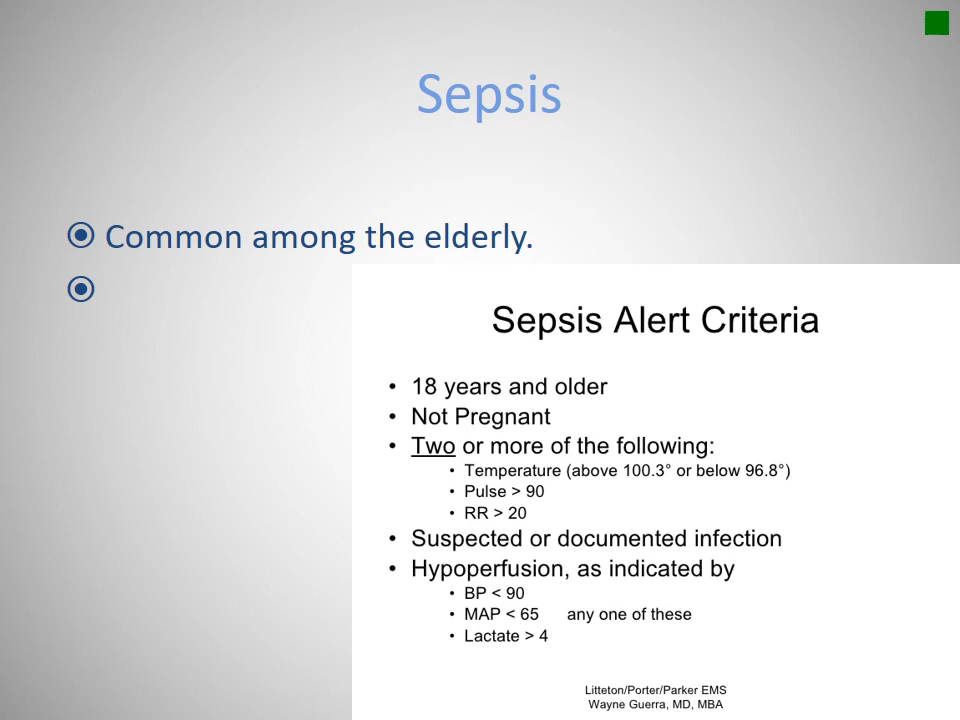 Sepsis
Common among the elderly.
Sepsis Alert Criteria
• 18 years and older
• Not Pregnant
• Two or more of the following:
• Temperature (above 100.3° or below 96.8°)
• Pulse > 90
• RR > 20
• Suspected or documented infection
• Hypoperfusion, as indicated by
• BP < 90
• MAP < 65 any one of these
• Lactate > 4
Litteton/Porter/Parker EMS
Wayne Guerra, MD, MBA